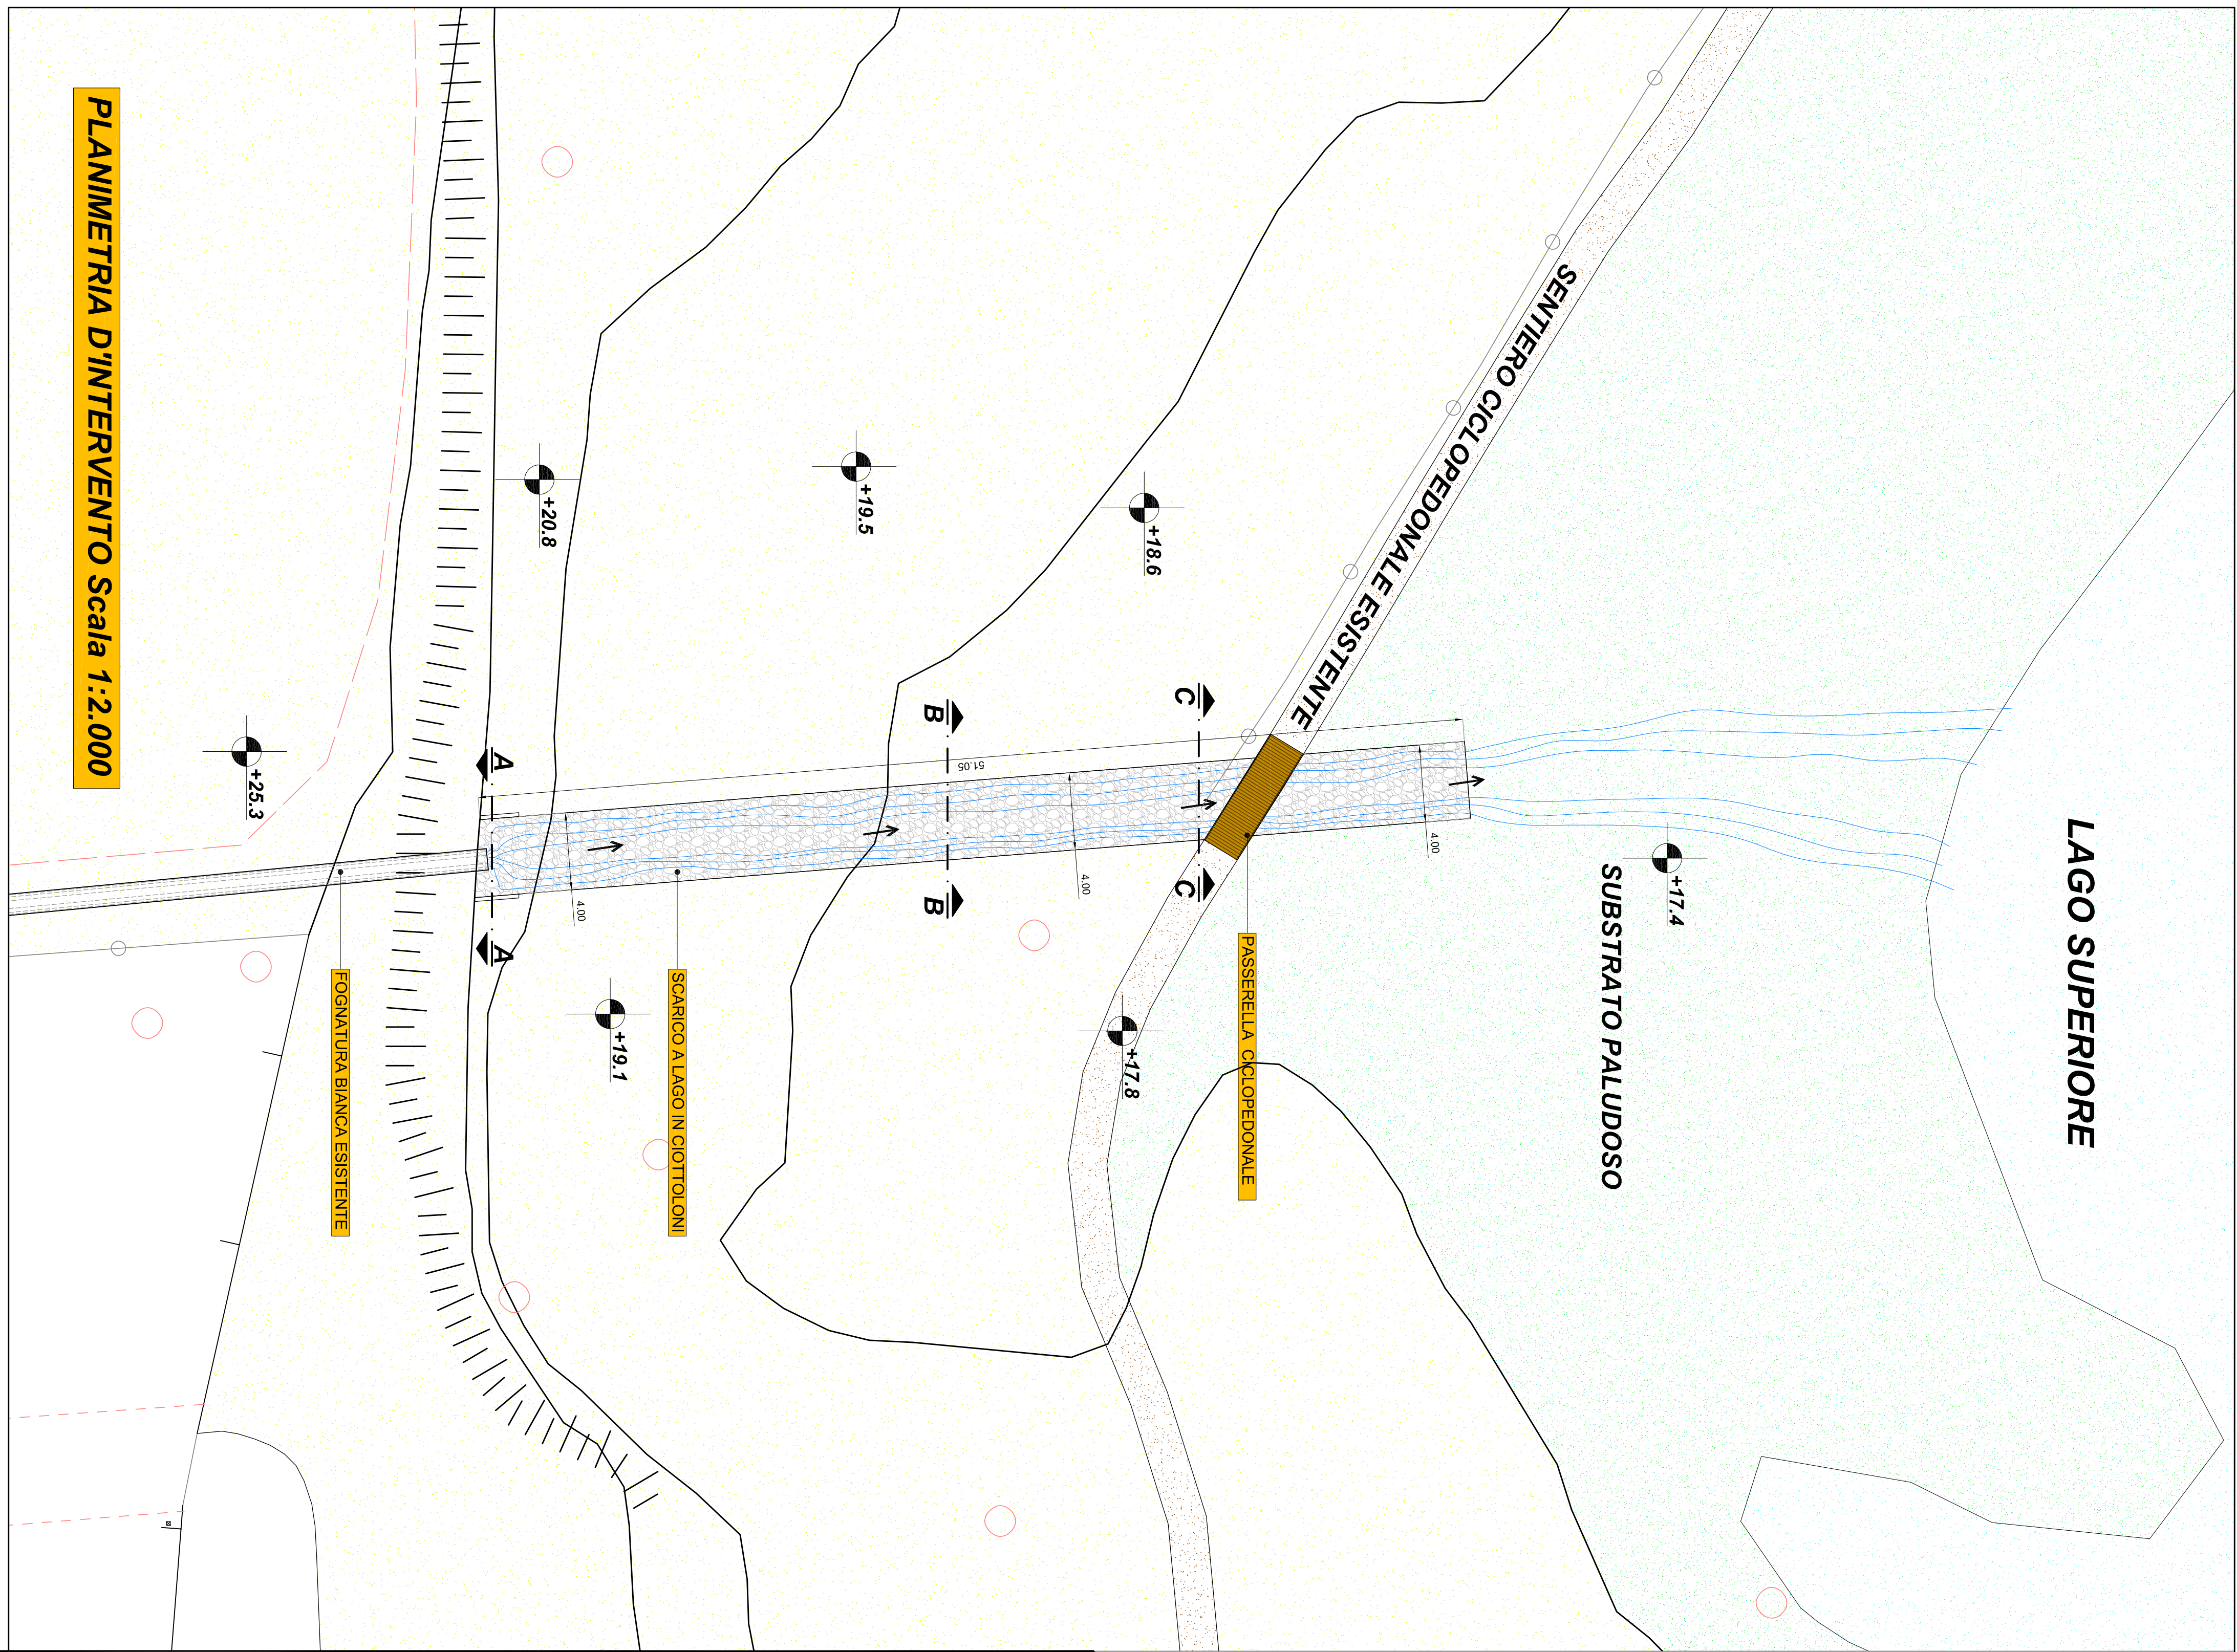 LAGO SUPERIORE
SENTIERO CICLOPEDONALE ESISTENTE
SUBSTRATO PALUDOSO
+17.4
+18.6
+19.5
+20.8
C
C
4.00
B
B
51.05
4.00
PASSERELLA CICLOPEDONALE
+17.8
A
A
4.00
+25.3
SCARICO A LAGO IN CIOTTOLONI
+19.1
FOGNATURA BIANCA ESISTENTE
PLANIMETRIA D'INTERVENTO Scala 1:2.000